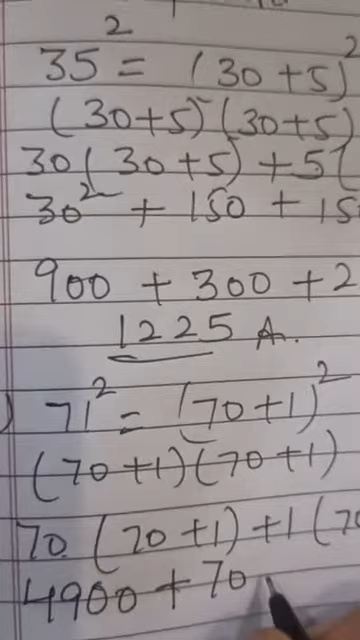 35² = (30 + 5)²
(30+5) (30+5)
30 (30 + 5) + 5 (
30² + 150 + 15
900 + 300 + 2
1225 A.
) 71² = (70 + 1)²
(70 + 1) (70 + 1)
70 (70 + 1) + 1 (70
4900 + 70